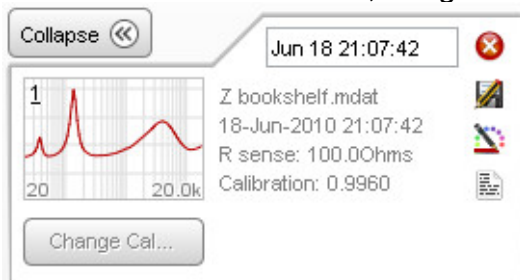 Collapse
Jun 18 21:07:42
1
Z bookshelf.mdat
18-Jun-2010 21:07:42
R sense: 100.0Ohms
20 20.0k
Calibration: 0.9960
Change Cal...